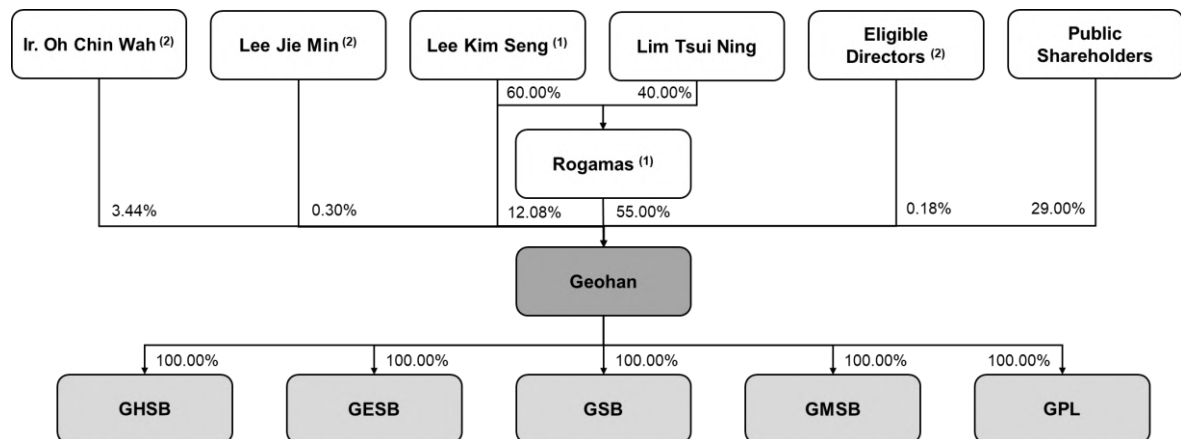 Ir. Oh Chin Wah (2)
Lee Jie Min (2)
Lee Kim Seng (1)
Lim Tsui Ning
Eligible
Directors (2)
Public
Shareholders
60.00%
40.00%
Rogamas (1)
3.44%
0.30%
12.08%
55.00%
0.18%
29.00%
Geohan
100.00%
100.00%
100.00%
100.00%
100.00%
GHSB
GESB
GSB
GMSB
GPL